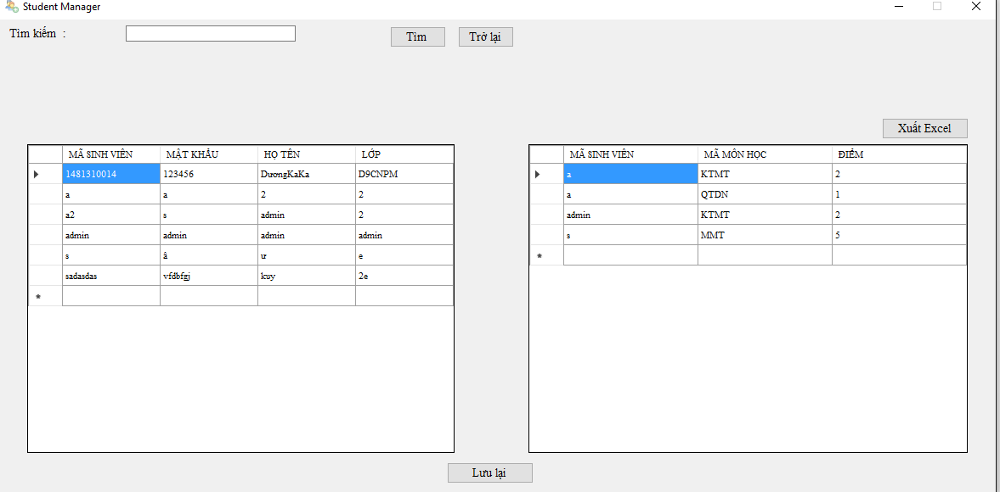 Student Manager
Tìm kiếm :
Tìm Trở lại
Xuất Excel
MÃ SINH VIÊN MẬT KHẨU HỌ TÊN LỚP
1481310014 123456 DươngKaKa D9CNPM
a a 2 2
a2 s admin 2
admin admin admin admin
s â ư e
sadasdas vfdbfgj kuy 2e
*
MÃ SINH VIÊN MÃ MÔN HỌC ĐIỂM
a KTMT 2
a QTDN 1
admin KTMT 2
s MMT 5
*
Lưu lại